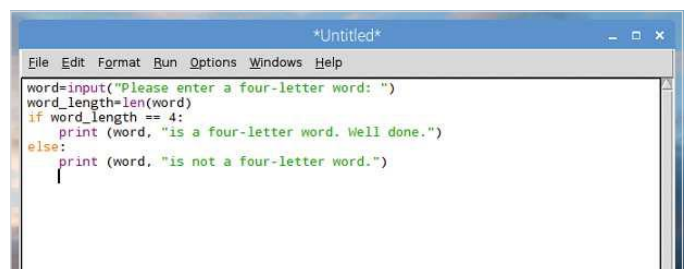 *Untitled*
File Edit Format Run Options Windows Help
word=input("Please enter a four-letter word: ")
word_length=len(word)
if word_length == 4:
    print (word, "is a four-letter word. Well done.")
else:
    print (word, "is not a four-letter word.")